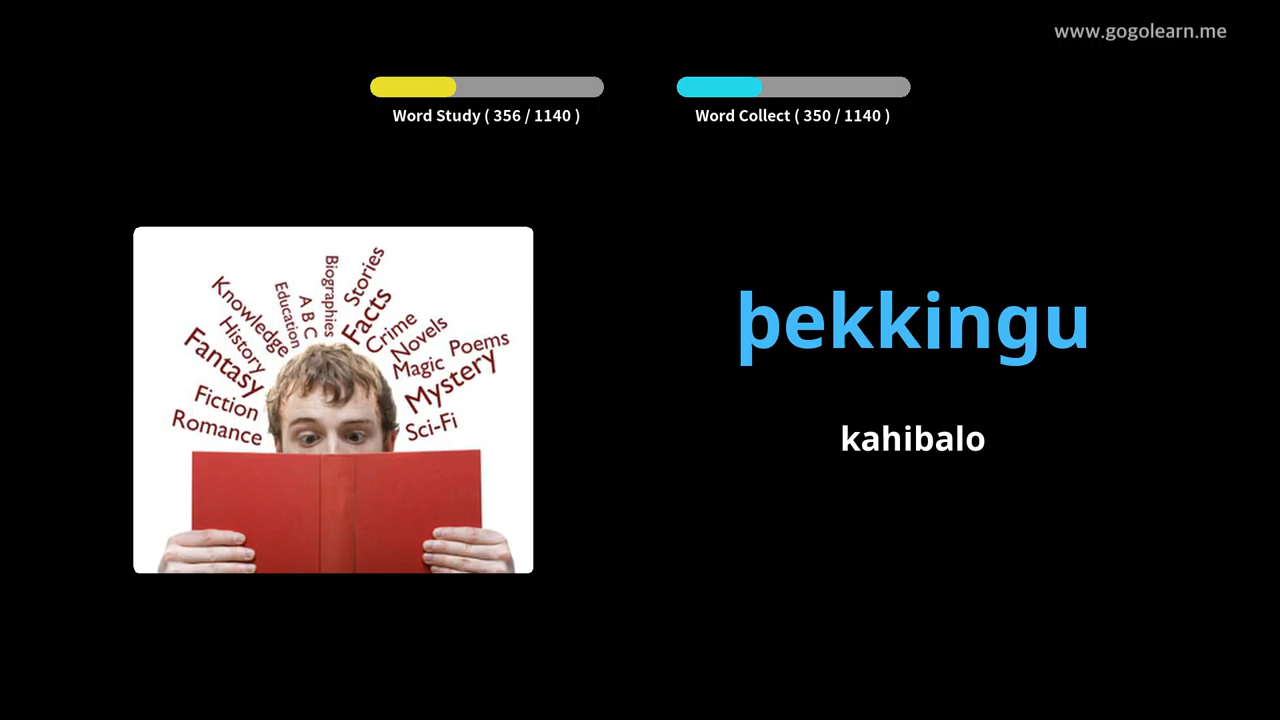 www.gogolearn.me
Word Study ( 356 / 1140 )
Word Collect ( 350 / 1140 )
Romance
Fiction
Fantasy
History
Knowledge
Education
A B C
Biographies
Stories
Facts
Crime
Novels
Magic
Poems
Mystery
Sci-Fi
þekkingu
kahibalo